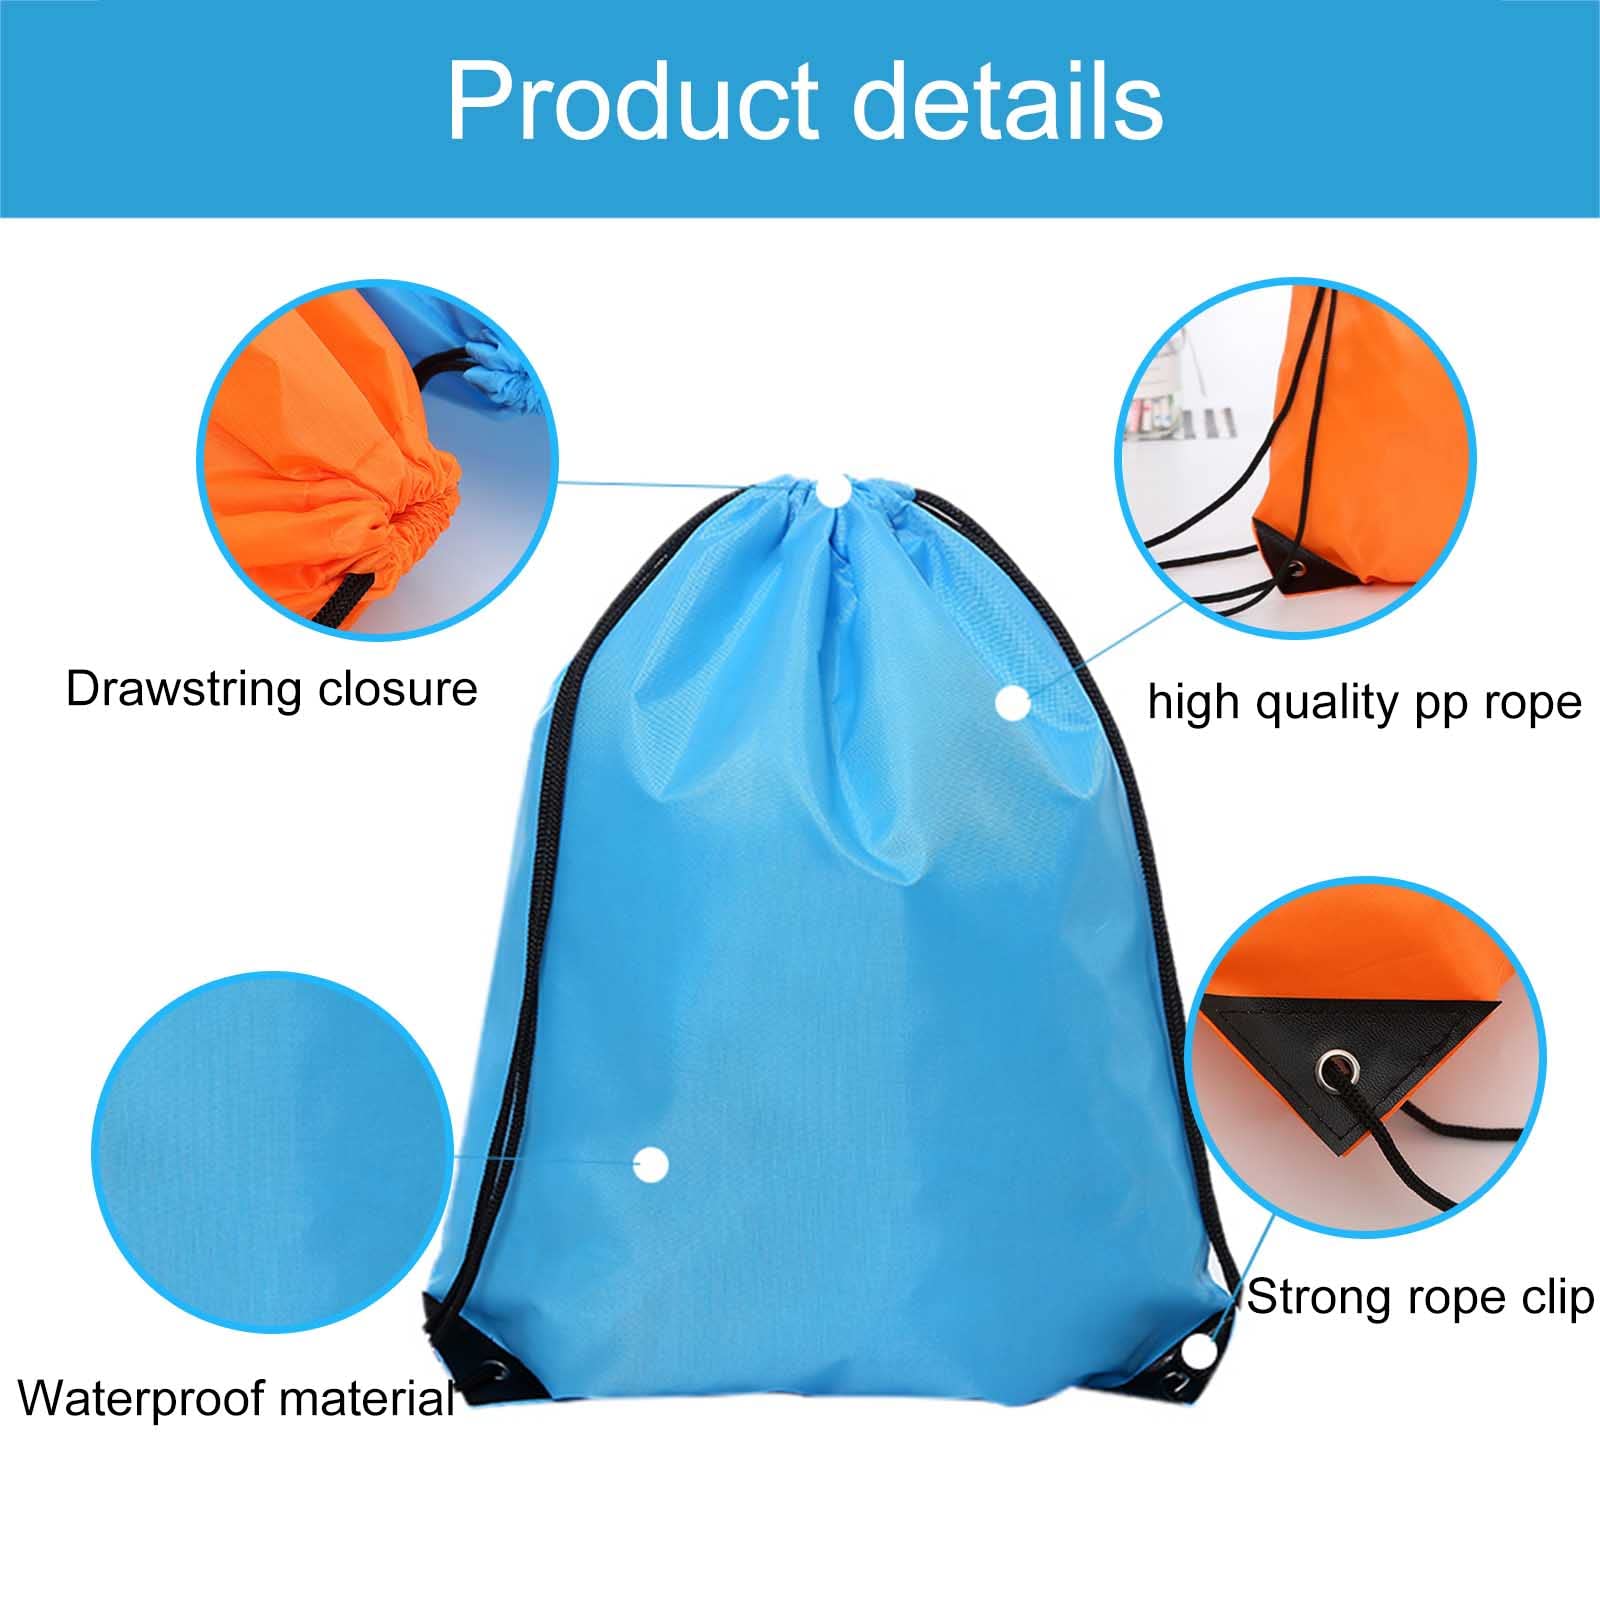 Product details
Drawstring closure
high quality pp rope
Strong rope clip
Waterproof material